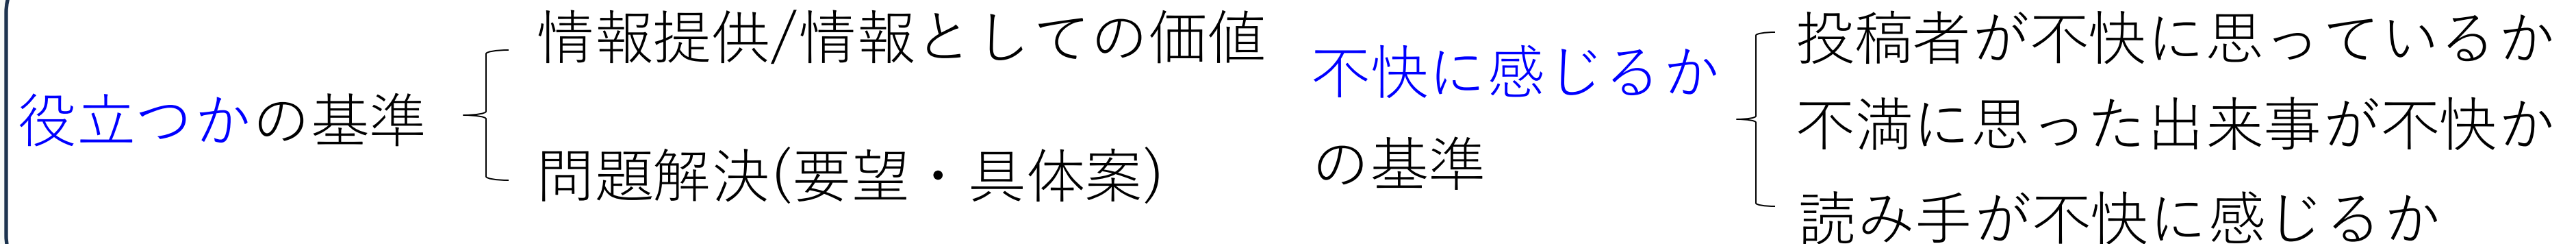 役立つかの基準
情報提供/情報としての価値
問題解決(要望・具体案)
不快に感じるか
の基準
投稿者が不快に思っているか
不満に思った出来事が不快か
読み手が不快に感じるか